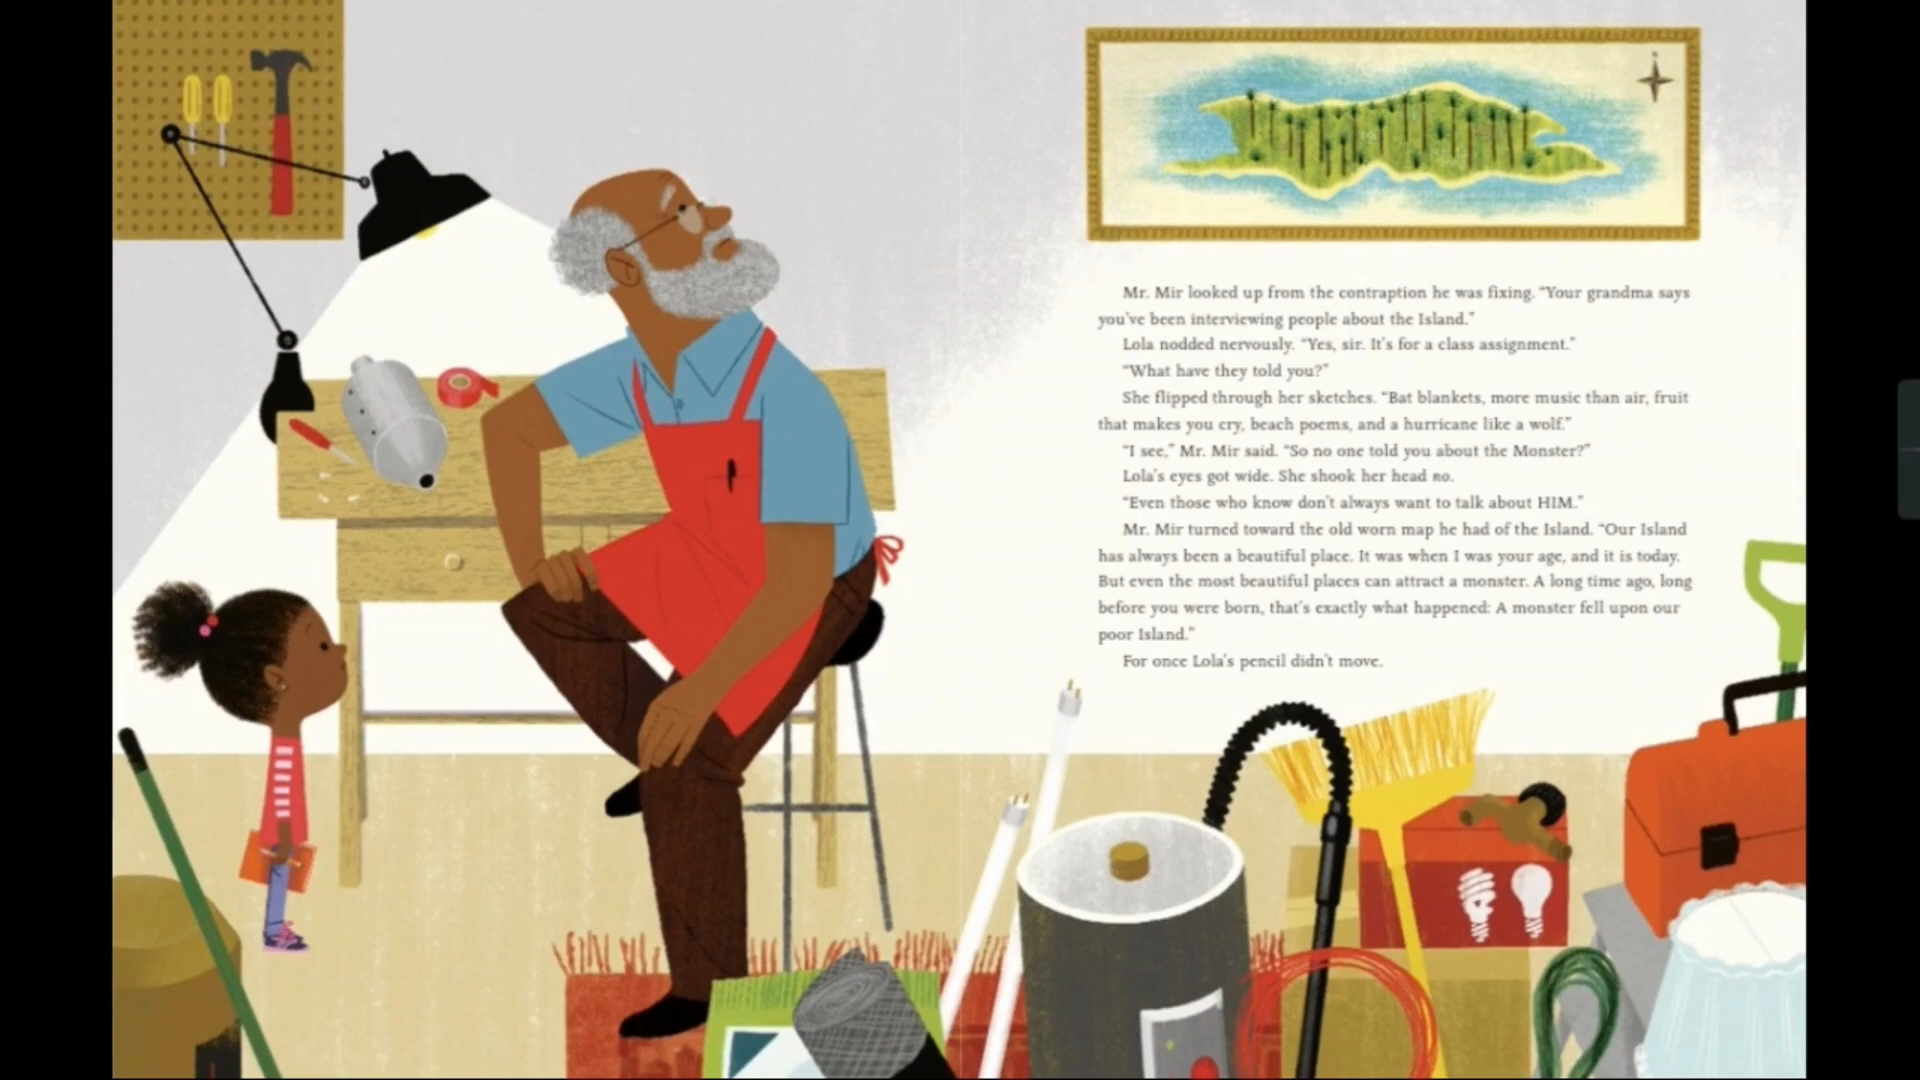 Mr. Mir looked up from the contraption he was fixing. “Your grandma says
you’ve been interviewing people about the Island.”
Lola nodded nervously. “Yes, sir. It’s for a class assignment.”
“What have they told you?”
She flipped through her sketches. “Bat blankets, more music than air, fruit
that makes you cry, beach poems, and a hurricane like a wolf.”
“I see,” Mr. Mir said. “So no one told you about the Monster?”
Lola’s eyes got wide. She shook her head no.
“Even those who know don’t always want to talk about HIM.”
Mr. Mir turned toward the old worn map he had of the Island. “Our Island
has always been a beautiful place. It was when I was your age, and it is today.
But even the most beautiful places can attract a monster. A long time ago, long
before you were born, that’s exactly what happened: A monster fell upon our
poor Island.”
For once Lola’s pencil didn’t move.